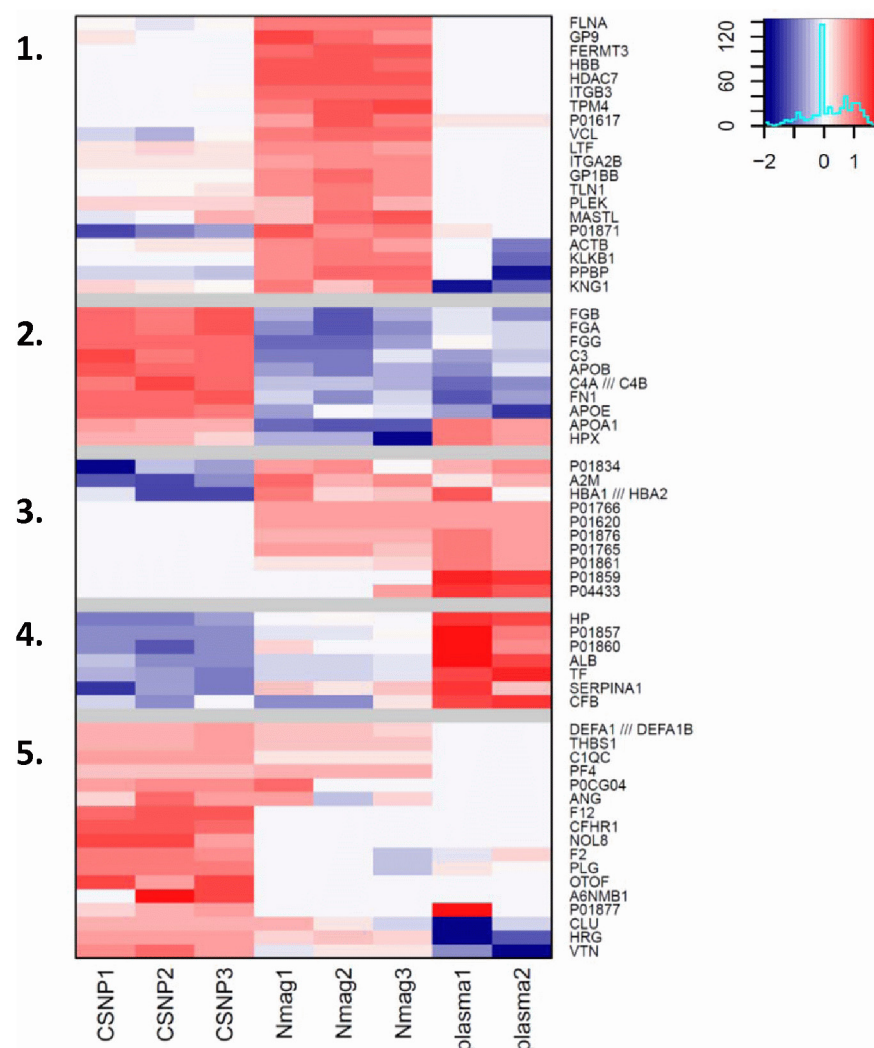 1.
FLNA
GP9
FERMT3
HBB
HDAC7
ITGB3
TPM4
P01617
VCL
LTF
ITGA2B
GP1BB
TLN1
PLEK
MASTL
P01871
ACTB
KLKB1
PPBP
KNG1
2.
FGB
FGA
FGG
C3
APOB
C4A /// C4B
FN1
APOE
APOA1
HPX
3.
P01834
A2M
HBA1 /// HBA2
P01766
P01620
P01876
P01765
P01861
P01859
P04433
4.
HP
P01857
P01860
ALB
TF
SERPINA1
CFB
5.
DEFA1 /// DEFA1B
THBS1
C1QC
PF4
P0CG04
ANG
F12
CFHR1
NOL8
F2
PLG
OTOF
A6NMB1
P01877
CLU
HRG
VTN
CSNP1
CSNP2
CSNP3
Nmag1
Nmag2
Nmag3
plasma1
plasma2
0 60 120
−2 0 1